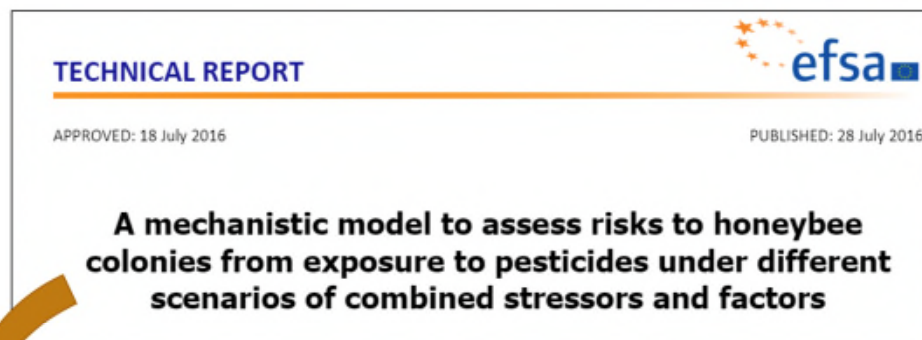 efsa
TECHNICAL REPORT
APPROVED: 18 July 2016 PUBLISHED: 28 July 2016
A mechanistic model to assess risks to honeybee
colonies from exposure to pesticides under different
scenarios of combined stressors and factors